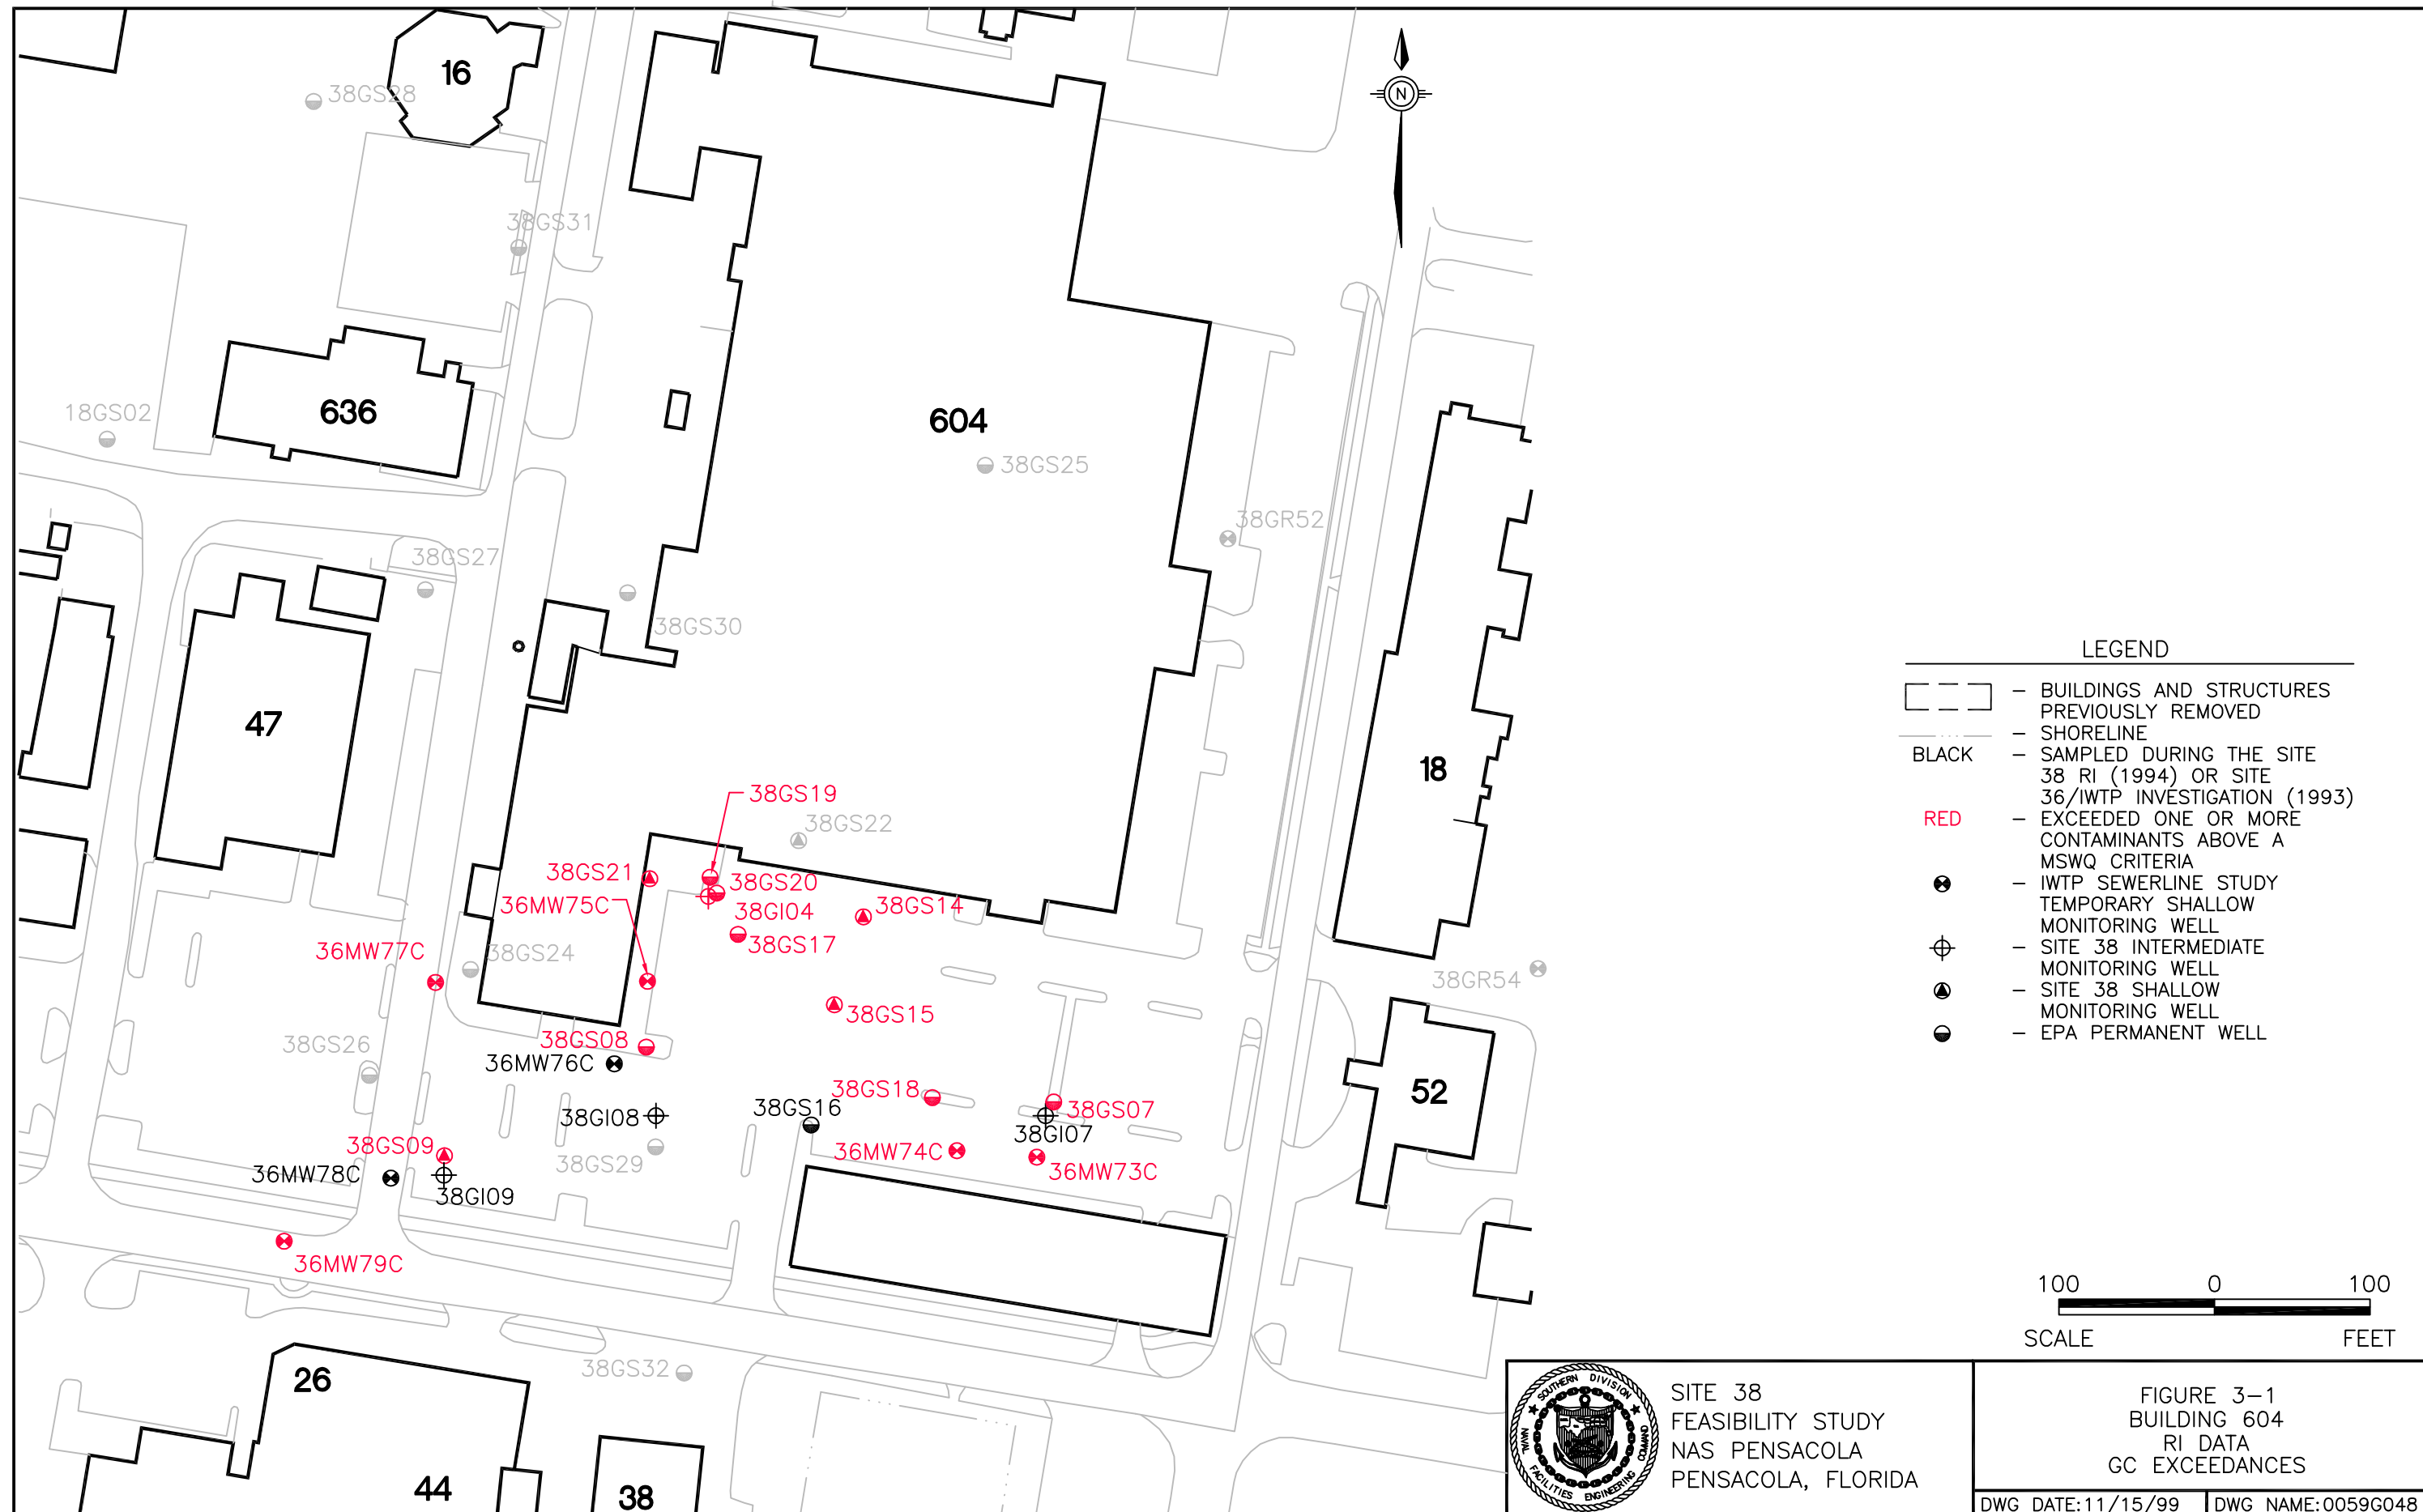 16
38GS28
38GS31
636
18GS02
604
38GS25
38GR52
38GS27
38GS30
47
18
38GS19
38GS22
38GS21
38GS20
36MW75C
38GI04
38GS14
38GS17
36MW77C
38GS24
38GR54
38GS15
38GS26
38GS08
36MW76C
38GS18
38GS07
52
38GS16
38GI08
38GI07
38GS09
36MW74C
38GS29
36MW73C
36MW78C
38GI09
36MW79C
38GS32
26
44
38
N
LEGEND
– BUILDINGS AND STRUCTURES
PREVIOUSLY REMOVED
– SHORELINE
BLACK – SAMPLED DURING THE SITE
38 RI (1994) OR SITE
36/IWTP INVESTIGATION (1993)
RED – EXCEEDED ONE OR MORE
CONTAMINANTS ABOVE A
MSWQ CRITERIA
– IWTP SEWERLINE STUDY
TEMPORARY SHALLOW
MONITORING WELL
– SITE 38 INTERMEDIATE
MONITORING WELL
– SITE 38 SHALLOW
MONITORING WELL
– EPA PERMANENT WELL
100 0 100
SCALE FEET
SOUTHERN DIVISION
NAVAL FACILITIES ENGINEERING COMMAND
SITE 38
FEASIBILITY STUDY
NAS PENSACOLA
PENSACOLA, FLORIDA
FIGURE 3–1
BUILDING 604
RI DATA
GC EXCEEDANCES
DWG DATE:11/15/99
DWG NAME:0059G048